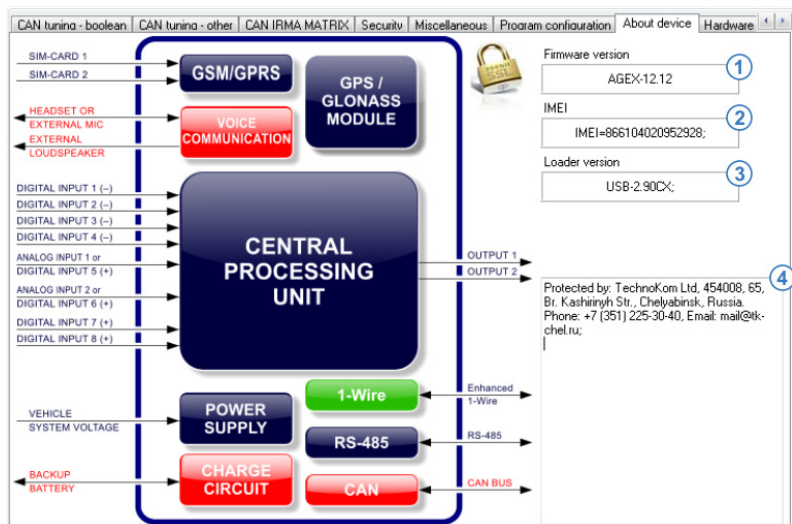 CAN tuning - boolean
CAN tuning - other
CAN IRMA MATRIX
Security
Miscellaneous
Program configuration
About device
Hardware
SIM-CARD 1
SIM-CARD 2
HEADSET OR
EXTERNAL MIC
EXTERNAL
LOUDSPEAKER
DIGITAL INPUT 1 (–)
DIGITAL INPUT 2 (–)
DIGITAL INPUT 3 (–)
DIGITAL INPUT 4 (–)
ANALOG INPUT 1 or
DIGITAL INPUT 5 (+)
ANALOG INPUT 2 or
DIGITAL INPUT 6 (+)
DIGITAL INPUT 7 (+)
DIGITAL INPUT 8 (+)
VEHICLE
SYSTEM VOLTAGE
BACKUP
BATTERY
GSM/GPRS
VOICE
COMMUNICATION
GPS /
GLONASS
MODULE
CENTRAL
PROCESSING
UNIT
POWER
SUPPLY
CHARGE
CIRCUIT
1-Wire
RS-485
CAN
OUTPUT 1
OUTPUT 2
Enhanced
1-Wire
RS-485
CAN BUS
SSL
Firmware version
1
AGEX-12.12
IMEI
2
IMEI=866104020952928;
Loader version
3
USB-2.90CX;
4
Protected by: TechnoKom Ltd, 454008, 65,
Br. Kashirinyh Str., Chelyabinsk, Russia.
Phone: +7 (351) 225-30-40, Email: mail@tk-
chel.ru;